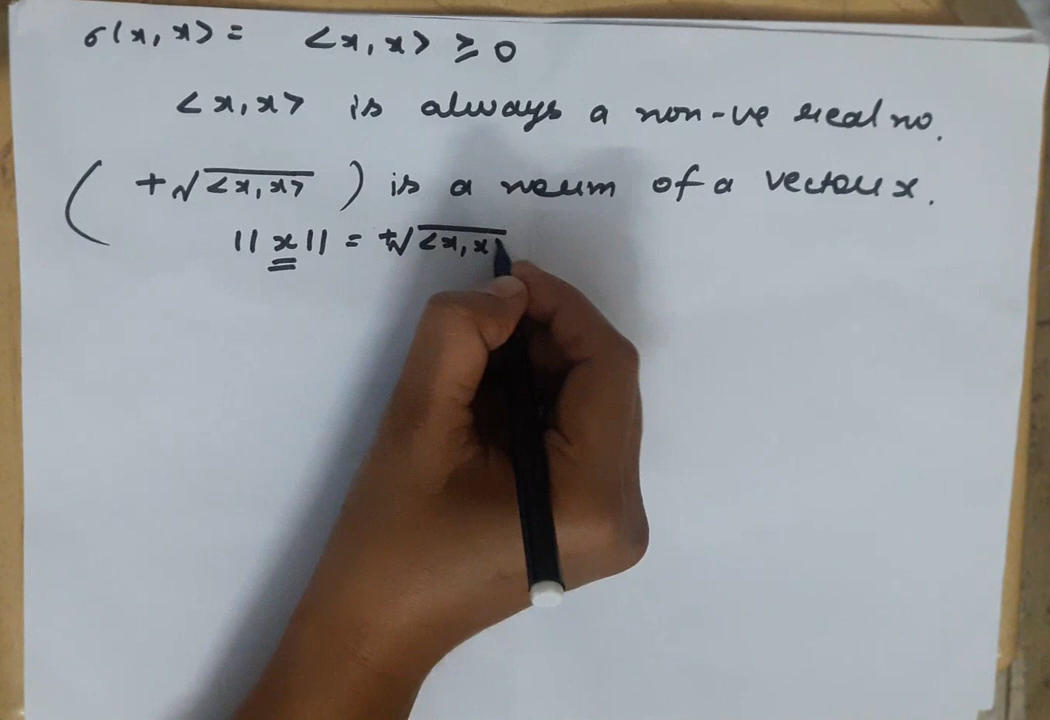 σ(x, x) = <x, x> ≥ 0
<x, x> is always a non-ve real no.
( +√<x, x> ) is a norm of a vector x.
||x|| = +√<x, x